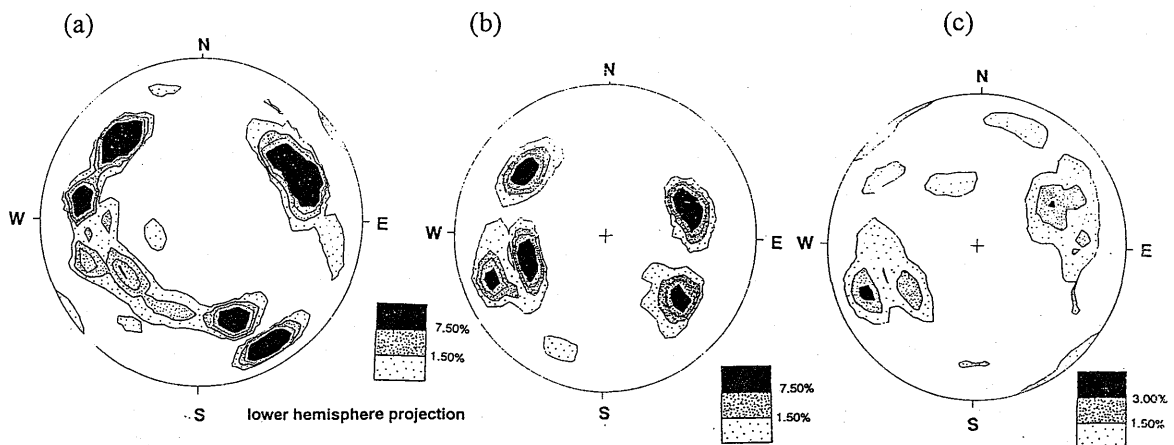 (a)
(b)
(c)
N
W
E
S
7.50%
1.50%
lower hemisphere projection
N
W
E
S
7.50%
1.50%
N
W
E
S
3.00%
1.50%